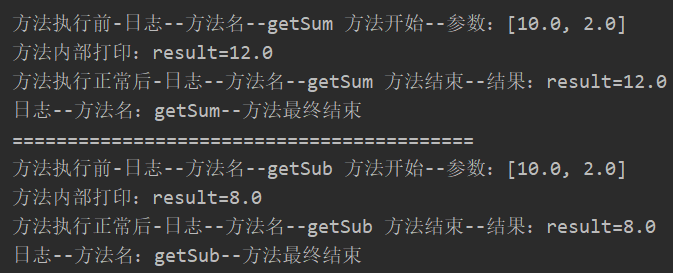 方法执行前-日志--方法名--getSum 方法开始--参数：[10.0, 2.0]
方法内部打印：result=12.0
方法执行正常后-日志--方法名--getSum 方法结束--结果：result=12.0
日志--方法名：getSum--方法最终结束
==========================================
方法执行前-日志--方法名--getSub 方法开始--参数：[10.0, 2.0]
方法内部打印：result=8.0
方法执行正常后-日志--方法名--getSub 方法结束--结果：result=8.0
日志--方法名：getSub--方法最终结束